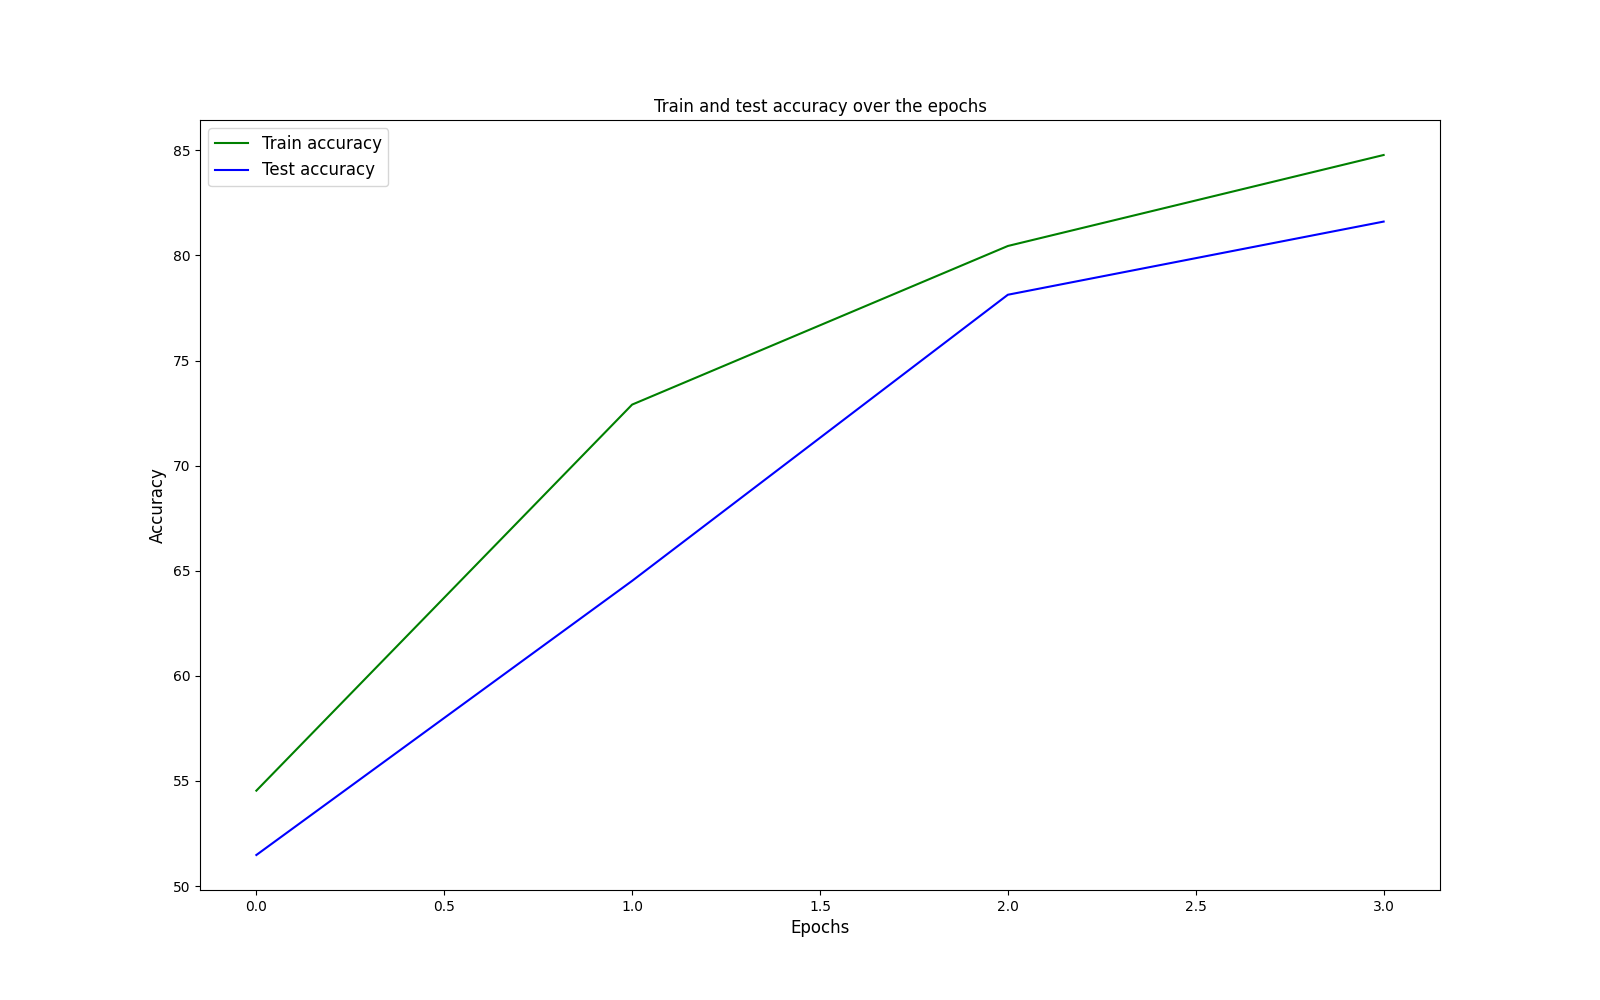 Train and test accuracy over the epochs
Train accuracy
Test accuracy
85
80
75
70
65
60
55
50
Accuracy
0.0 0.5 1.0 1.5 2.0 2.5 3.0
Epochs